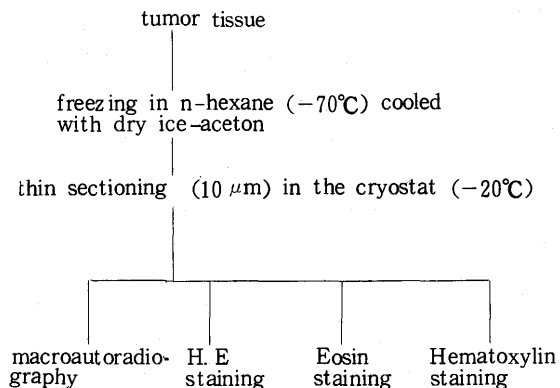 tumor tissue
freezing in n-hexane (−70℃) cooled
with dry ice-aceton
thin sectioning (10 μm) in the cryostat (−20℃)
macroautoradio-
graphy
H. E
staining
Eosin
staining
Hematoxylin
staining